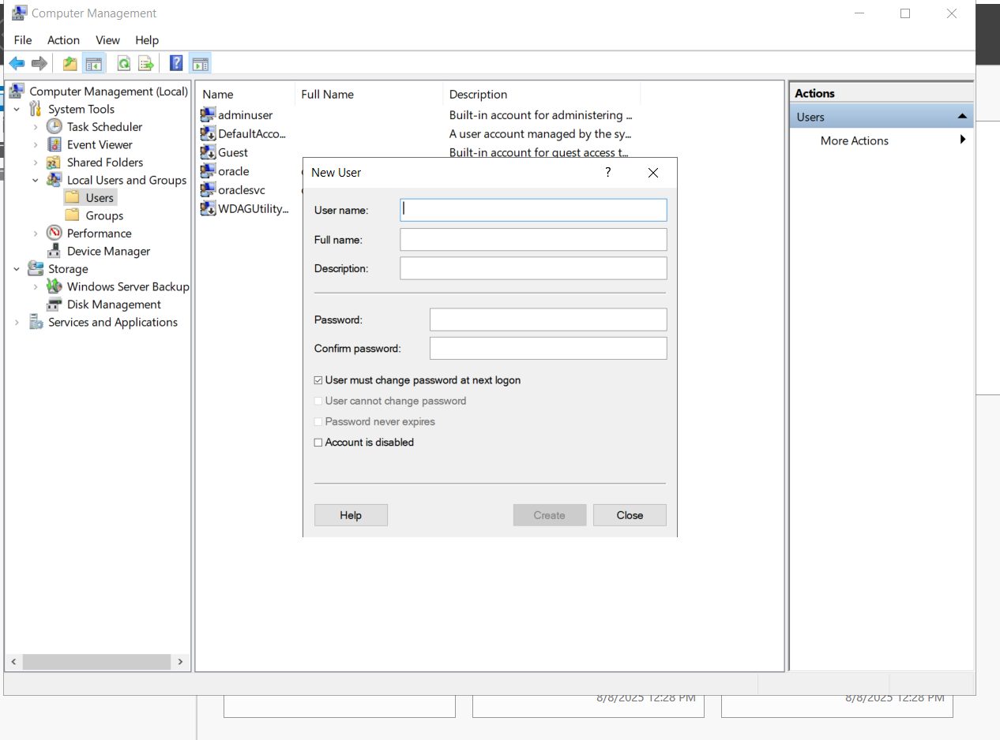 Computer Management
File Action View Help
Computer Management (Local)
System Tools
Task Scheduler
Event Viewer
Shared Folders
Local Users and Groups
Users
Groups
Performance
Device Manager
Storage
Windows Server Backup
Disk Management
Services and Applications
Name Full Name Description
adminuser Built-in account for administering ...
DefaultAcco... A user account managed by the sy...
Guest Built-in account for guest access t...
oracle
oraclesvc
WDAGUtility...
New User
User name:
Full name:
Description:
Password:
Confirm password:
User must change password at next logon
User cannot change password
Password never expires
Account is disabled
Help Create Close
Actions
Users
More Actions
8/8/2025 12:28 PM 8/8/2025 12:28 PM